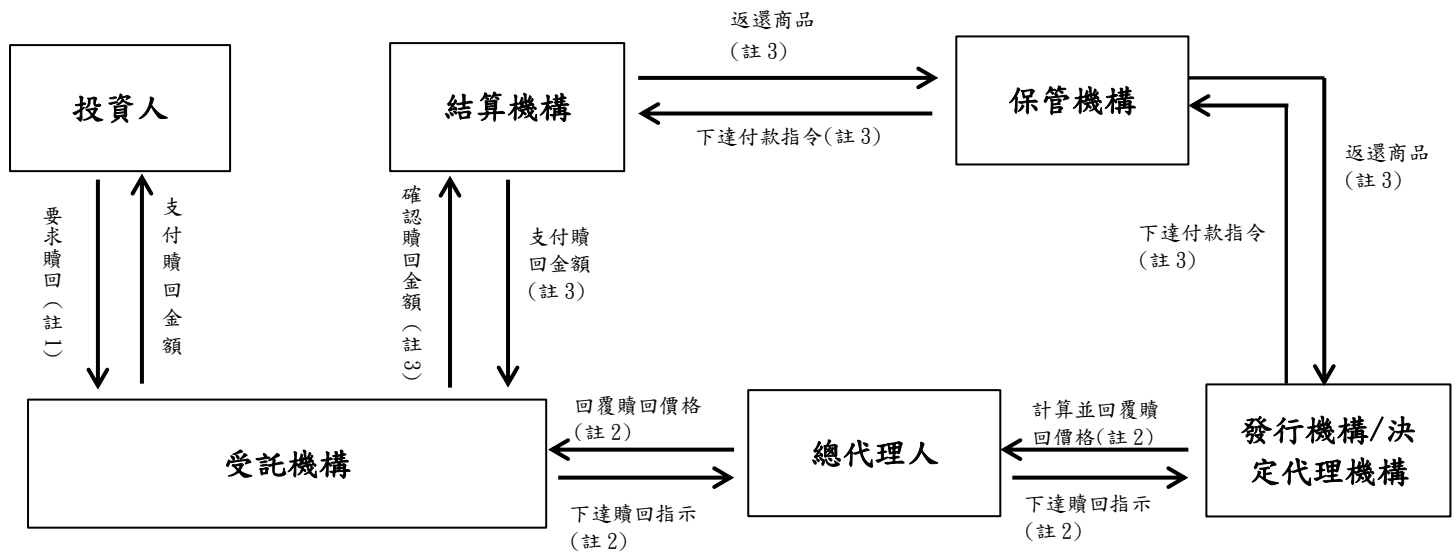 返還商品
(註 3)
投資人
結算機構
保管機構
下達付款指令(註 3)
返還商品
(註 3)
要求贖回(註 1)
支付贖回金額
確認贖回金額(註 3)
支付贖
回金額
(註 3)
下達付款指令
(註 3)
回覆贖回價格
(註 2)
計算並回覆贖
回價格(註 2)
受託機構
總代理人
發行機構/決
定代理機構
下達贖回指示
(註 2)
下達贖回指示
(註 2)